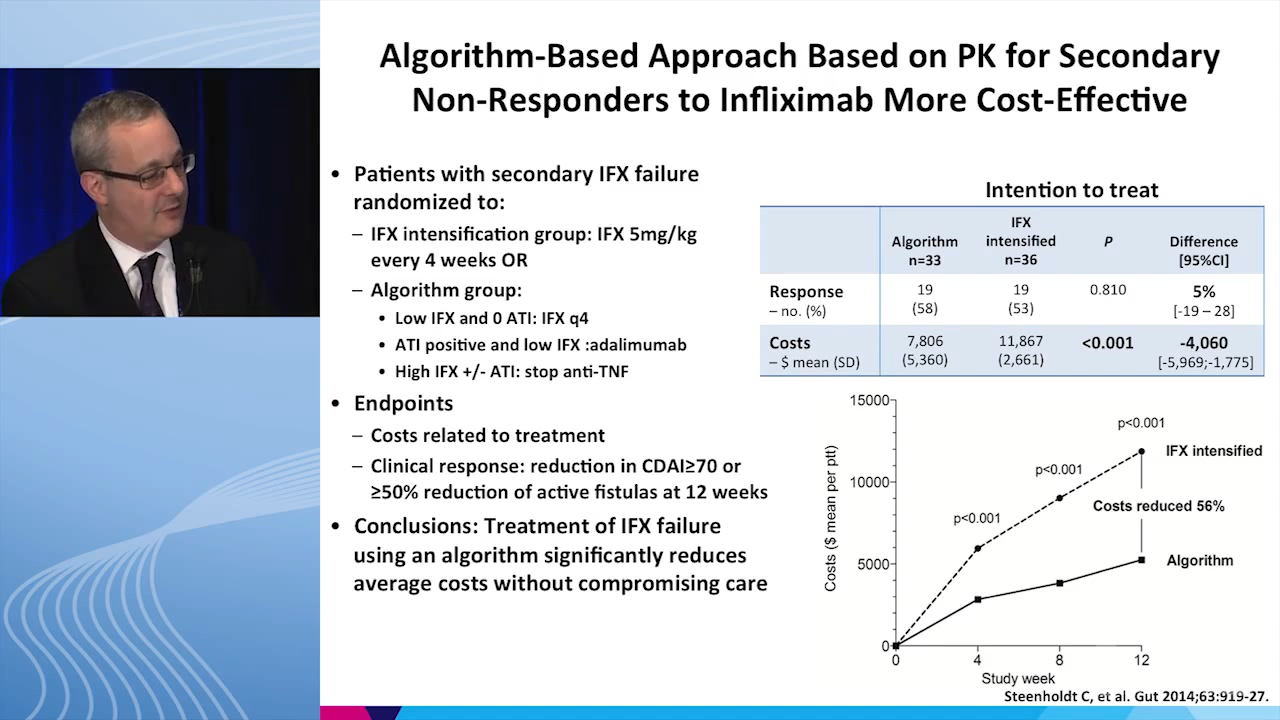 Algorithm-Based Approach Based on PK for Secondary
Non-Responders to Infliximab More Cost-Effective
• Patients with secondary IFX failure
randomized to:
– IFX intensification group: IFX 5mg/kg
every 4 weeks OR
– Algorithm group:
• Low IFX and 0 ATI: IFX q4
• ATI positive and low IFX :adalimumab
• High IFX +/- ATI: stop anti-TNF
• Endpoints
– Costs related to treatment
– Clinical response: reduction in CDAI≥70 or
≥50% reduction of active fistulas at 12 weeks
• Conclusions: Treatment of IFX failure
using an algorithm significantly reduces
average costs without compromising care
Intention to treat
Algorithm
n=33
IFX
intensified
n=36
P
Difference
[95%CI]
Response
– no. (%)
19
(58)
19
(53)
0.810
5%
[-19 – 28]
Costs
– $ mean (SD)
7,806
(5,360)
11,867
(2,661)
<0.001
-4,060
[-5,969;-1,775]
Costs ($ mean per ptt)
15000
10000
5000
0
p<0.001
p<0.001
p<0.001
IFX intensified
Costs reduced 56%
Algorithm
0
4
8
12
Study week
Steenholdt C, et al. Gut 2014;63:919-27.